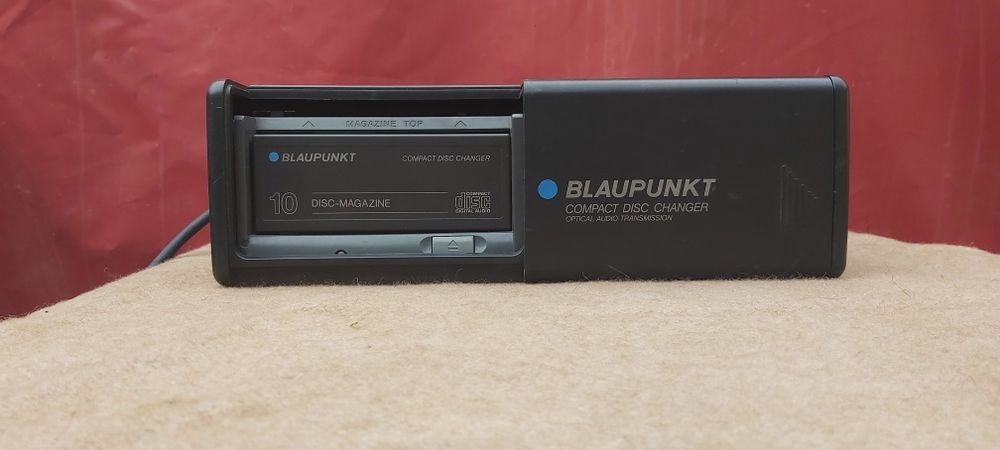 MAGAZINE TOP
BLAUPUNKT
COMPACT DISC CHANGER
10 DISC-MAGAZINE
COMPACT
disc
DIGITAL AUDIO
BLAUPUNKT
COMPACT DISC CHANGER
OPTICAL AUDIO TRANSMISSION